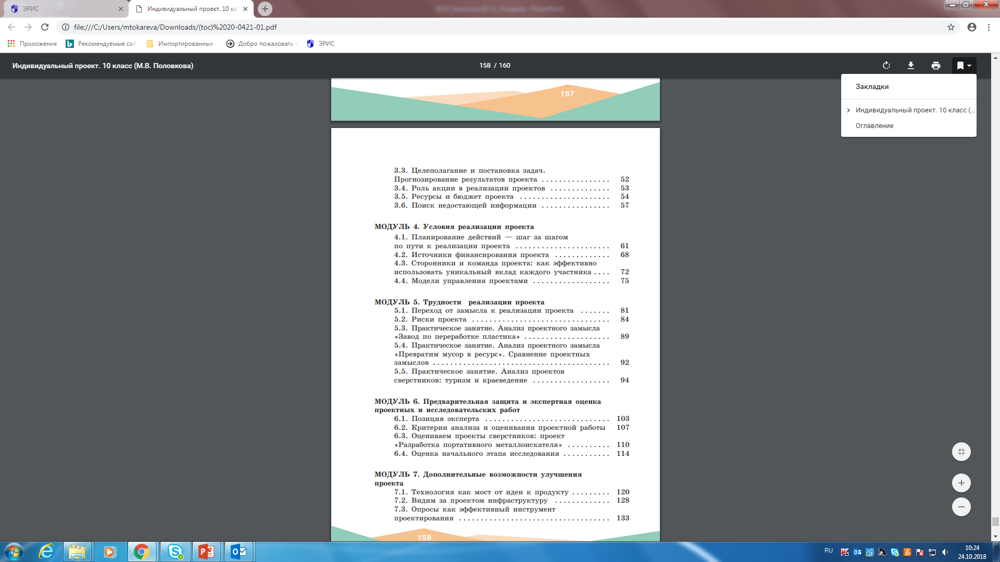 ЭРИС
Индивидуальный проект. 10 кл
file:///C:/Users/mtokareva/Downloads/(toc)%2020-0421-01.pdf
Приложения
Рекомендуемые сай
Импортированные
Добро пожаловать
ЭРИС
Индивидуальный проект. 10 класс (М.В. Половкова)
158 / 160
Закладки
Индивидуальный проект. 10 класс (...
Оглавление
157
3.3. Целеполагание и постановка задач.
Прогнозирование результатов проекта ................ 52
3.4. Роль акции в реализации проектов .............. 53
3.5. Ресурсы и бюджет проекта ..................... 54
3.6. Поиск недостающей информации ................ 57
МОДУЛЬ 4. Условия реализации проекта
4.1. Планирование действий — шаг за шагом
по пути к реализации проекта ...................... 61
4.2. Источники финансирования проекта ............. 68
4.3. Сторонники и команда проекта: как эффективно
использовать уникальный вклад каждого участника .... 72
4.4. Модели управления проектами .................. 75
МОДУЛЬ 5. Трудности реализации проекта
5.1. Переход от замысла к реализации проекта ....... 81
5.2. Риски проекта ................................ 84
5.3. Практическое занятие. Анализ проектного замысла
«Завод по переработке пластика» .................... 89
5.4. Практическое занятие. Анализ проектного замысла
«Превратим мусор в ресурс». Сравнение проектных
замыслов ......................................... 92
5.5. Практическое занятие. Анализ проектов
сверстников: туризм и краеведение .................. 94
МОДУЛЬ 6. Предварительная защита и экспертная оценка
проектных и исследовательских работ
6.1. Позиция эксперта ............................. 103
6.2. Критерии анализа и оценивания проектной работы 107
6.3. Оцениваем проекты сверстников: проект
«Разработка портативного металлоискателя» .......... 110
6.4. Оценка начального этапа исследования ........... 114
МОДУЛЬ 7. Дополнительные возможности улучшения
проекта
7.1. Технология как мост от идеи к продукту ......... 120
7.2. Видим за проектом инфраструктуру ............. 128
7.3. Опросы как эффективный инструмент
проектирования ................................... 133
158
RU
10:24
24.10.2018